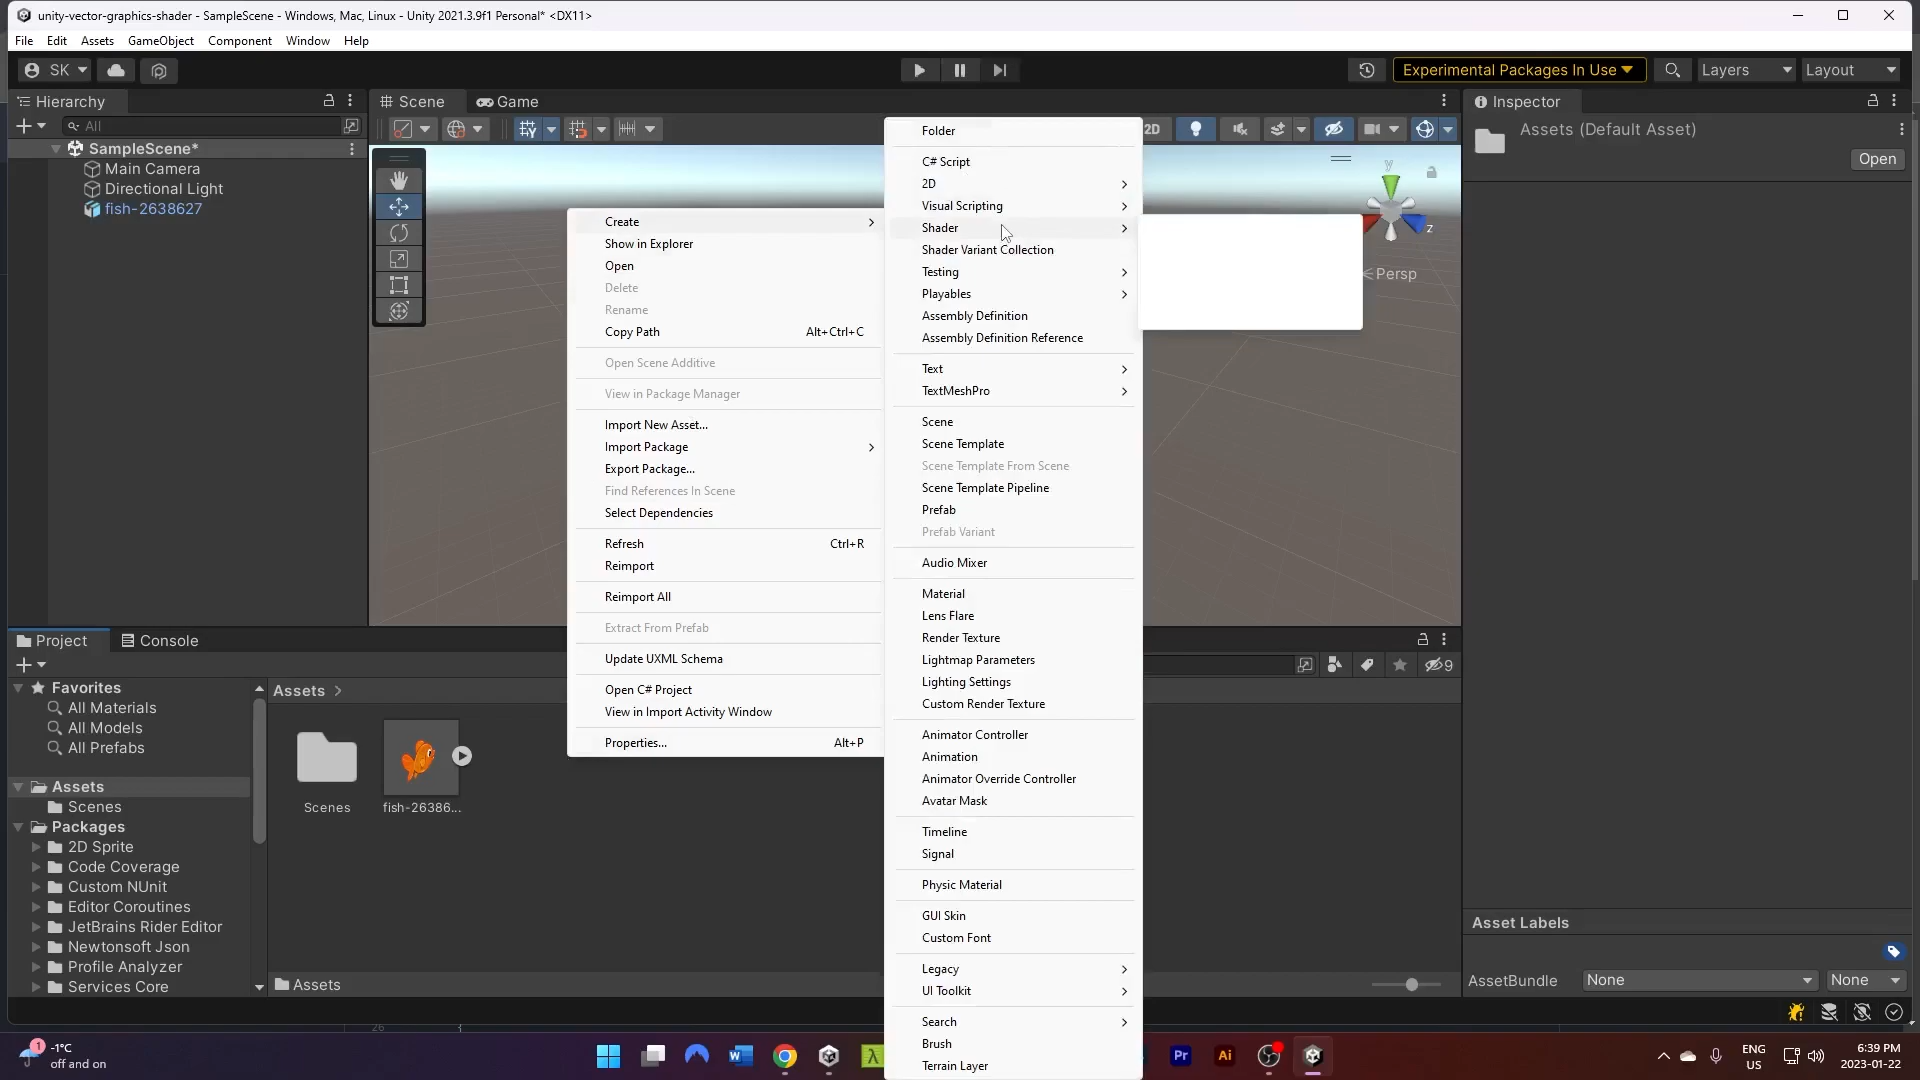 unity-vector-graphics-shader - SampleScene - Windows, Mac, Linux - Unity 2021.3.9f1 Personal* <DX11>
File Edit Assets GameObject Component Window Help
SK
Experimental Packages In Use
Layers
Layout
Hierarchy
All
SampleScene*
Main Camera
Directional Light
fish-2638627
Scene
Game
2D
Y
Z
Persp
Create
Show in Explorer
Open
Delete
Rename
Copy Path Alt+Ctrl+C
Open Scene Additive
View in Package Manager
Import New Asset...
Import Package
Export Package...
Find References In Scene
Select Dependencies
Refresh Ctrl+R
Reimport
Reimport All
Extract From Prefab
Update UXML Schema
Open C# Project
View in Import Activity Window
Properties... Alt+P
Folder
C# Script
2D
Visual Scripting
Shader
Shader Variant Collection
Testing
Playables
Assembly Definition
Assembly Definition Reference
Text
TextMeshPro
Scene
Scene Template
Scene Template From Scene
Scene Template Pipeline
Prefab
Prefab Variant
Audio Mixer
Material
Lens Flare
Render Texture
Lightmap Parameters
Lighting Settings
Custom Render Texture
Animator Controller
Animation
Animator Override Controller
Avatar Mask
Timeline
Signal
Physic Material
GUI Skin
Custom Font
Legacy
UI Toolkit
Search
Brush
Terrain Layer
Inspector
Assets (Default Asset)
Open
Asset Labels
AssetBundle
None
None
Project
Console
9
Favorites
All Materials
All Models
All Prefabs
Assets
Scenes
Packages
2D Sprite
Code Coverage
Custom NUnit
Editor Coroutines
JetBrains Rider Editor
Newtonsoft Json
Profile Analyzer
Services Core
Assets
Scenes
fish-26386...
Assets
26 {
1
-1°C
off and on
W
λ
Pr
Ai
ENG
US
6:39 PM
2023-01-22